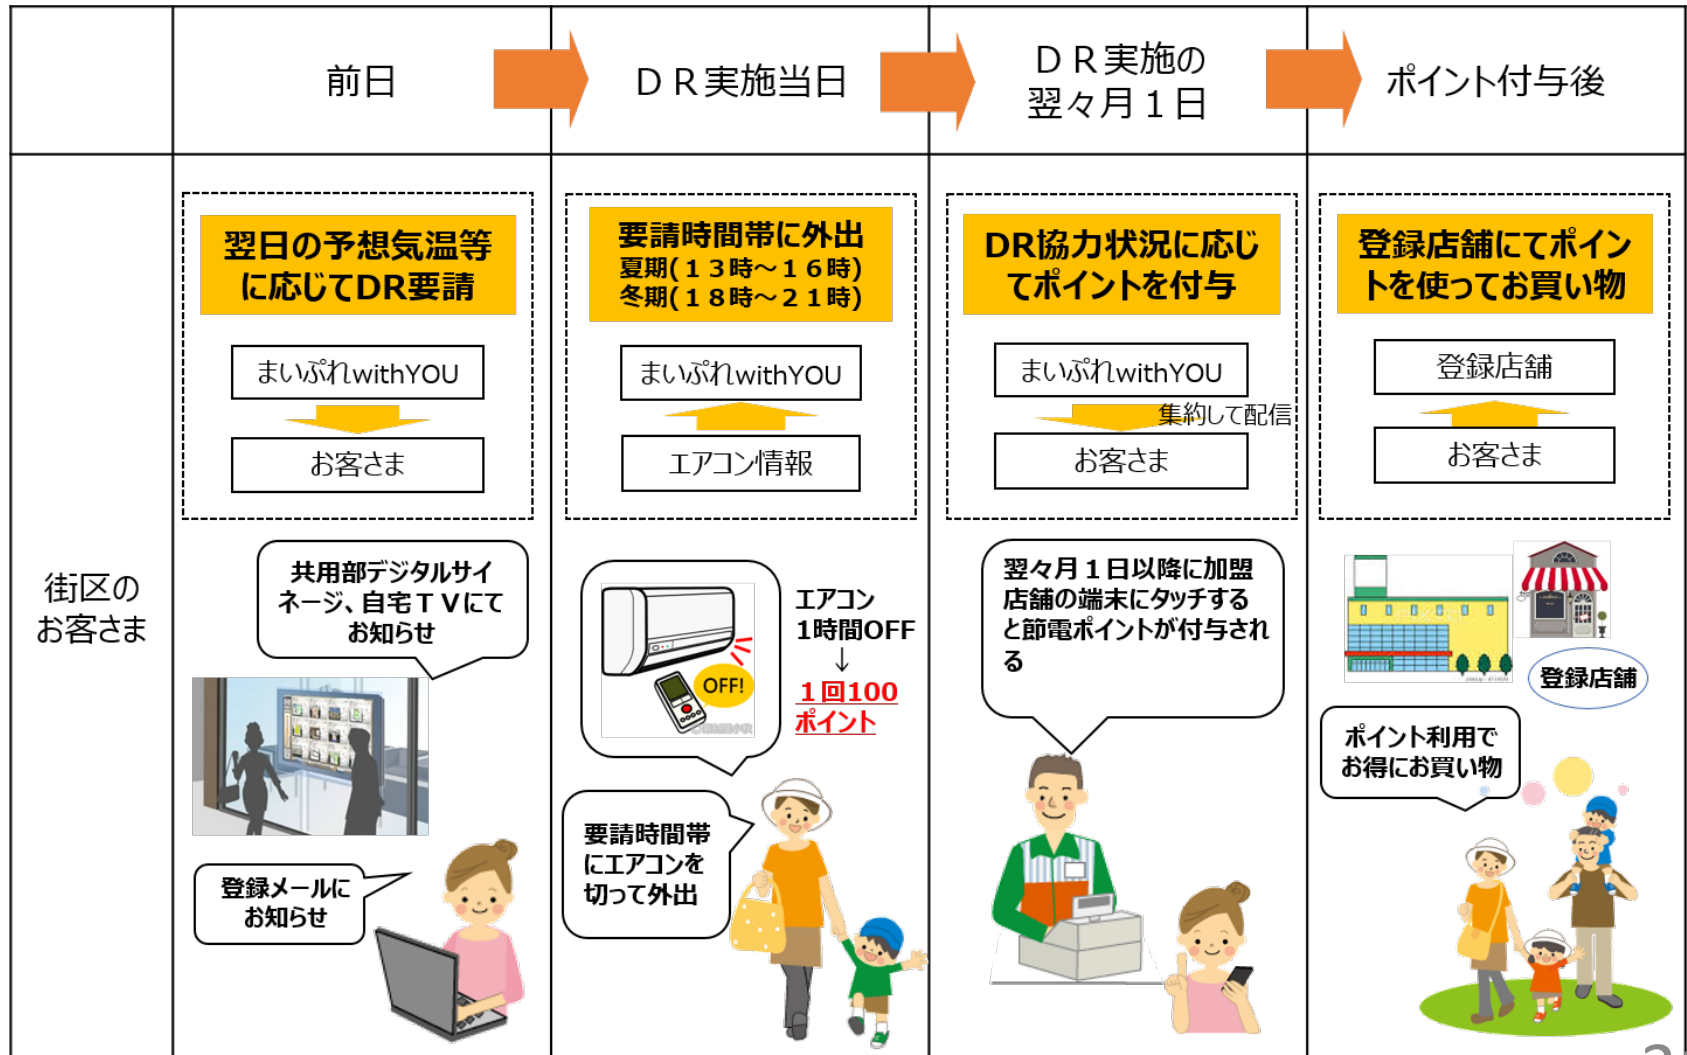 前日
ＤＲ実施当日
ＤＲ実施の
翌々月１日
ポイント付与後
街区の
お客さま
翌日の予想気温等
に応じてDR要請
まいぷれwithYOU
お客さま
共用部デジタルサイ
ネージ、自宅ＴＶにて
お知らせ
登録メールに
お知らせ
要請時間帯に外出
夏期(１３時～１６時)
冬期(１８時～２１時)
まいぷれwithYOU
エアコン情報
OFF!
エアコン
1時間OFF
↓
１回100
ポイント
要請時間帯
にエアコンを
切って外出
DR協力状況に応じ
てポイントを付与
まいぷれwithYOU
集約して配信
お客さま
翌々月１日以降に加盟
店舗の端末にタッチする
と節電ポイントが付与され
る
登録店舗にてポイン
トを使ってお買い物
登録店舗
お客さま
登録店舗
ポイント利用で
お得にお買い物